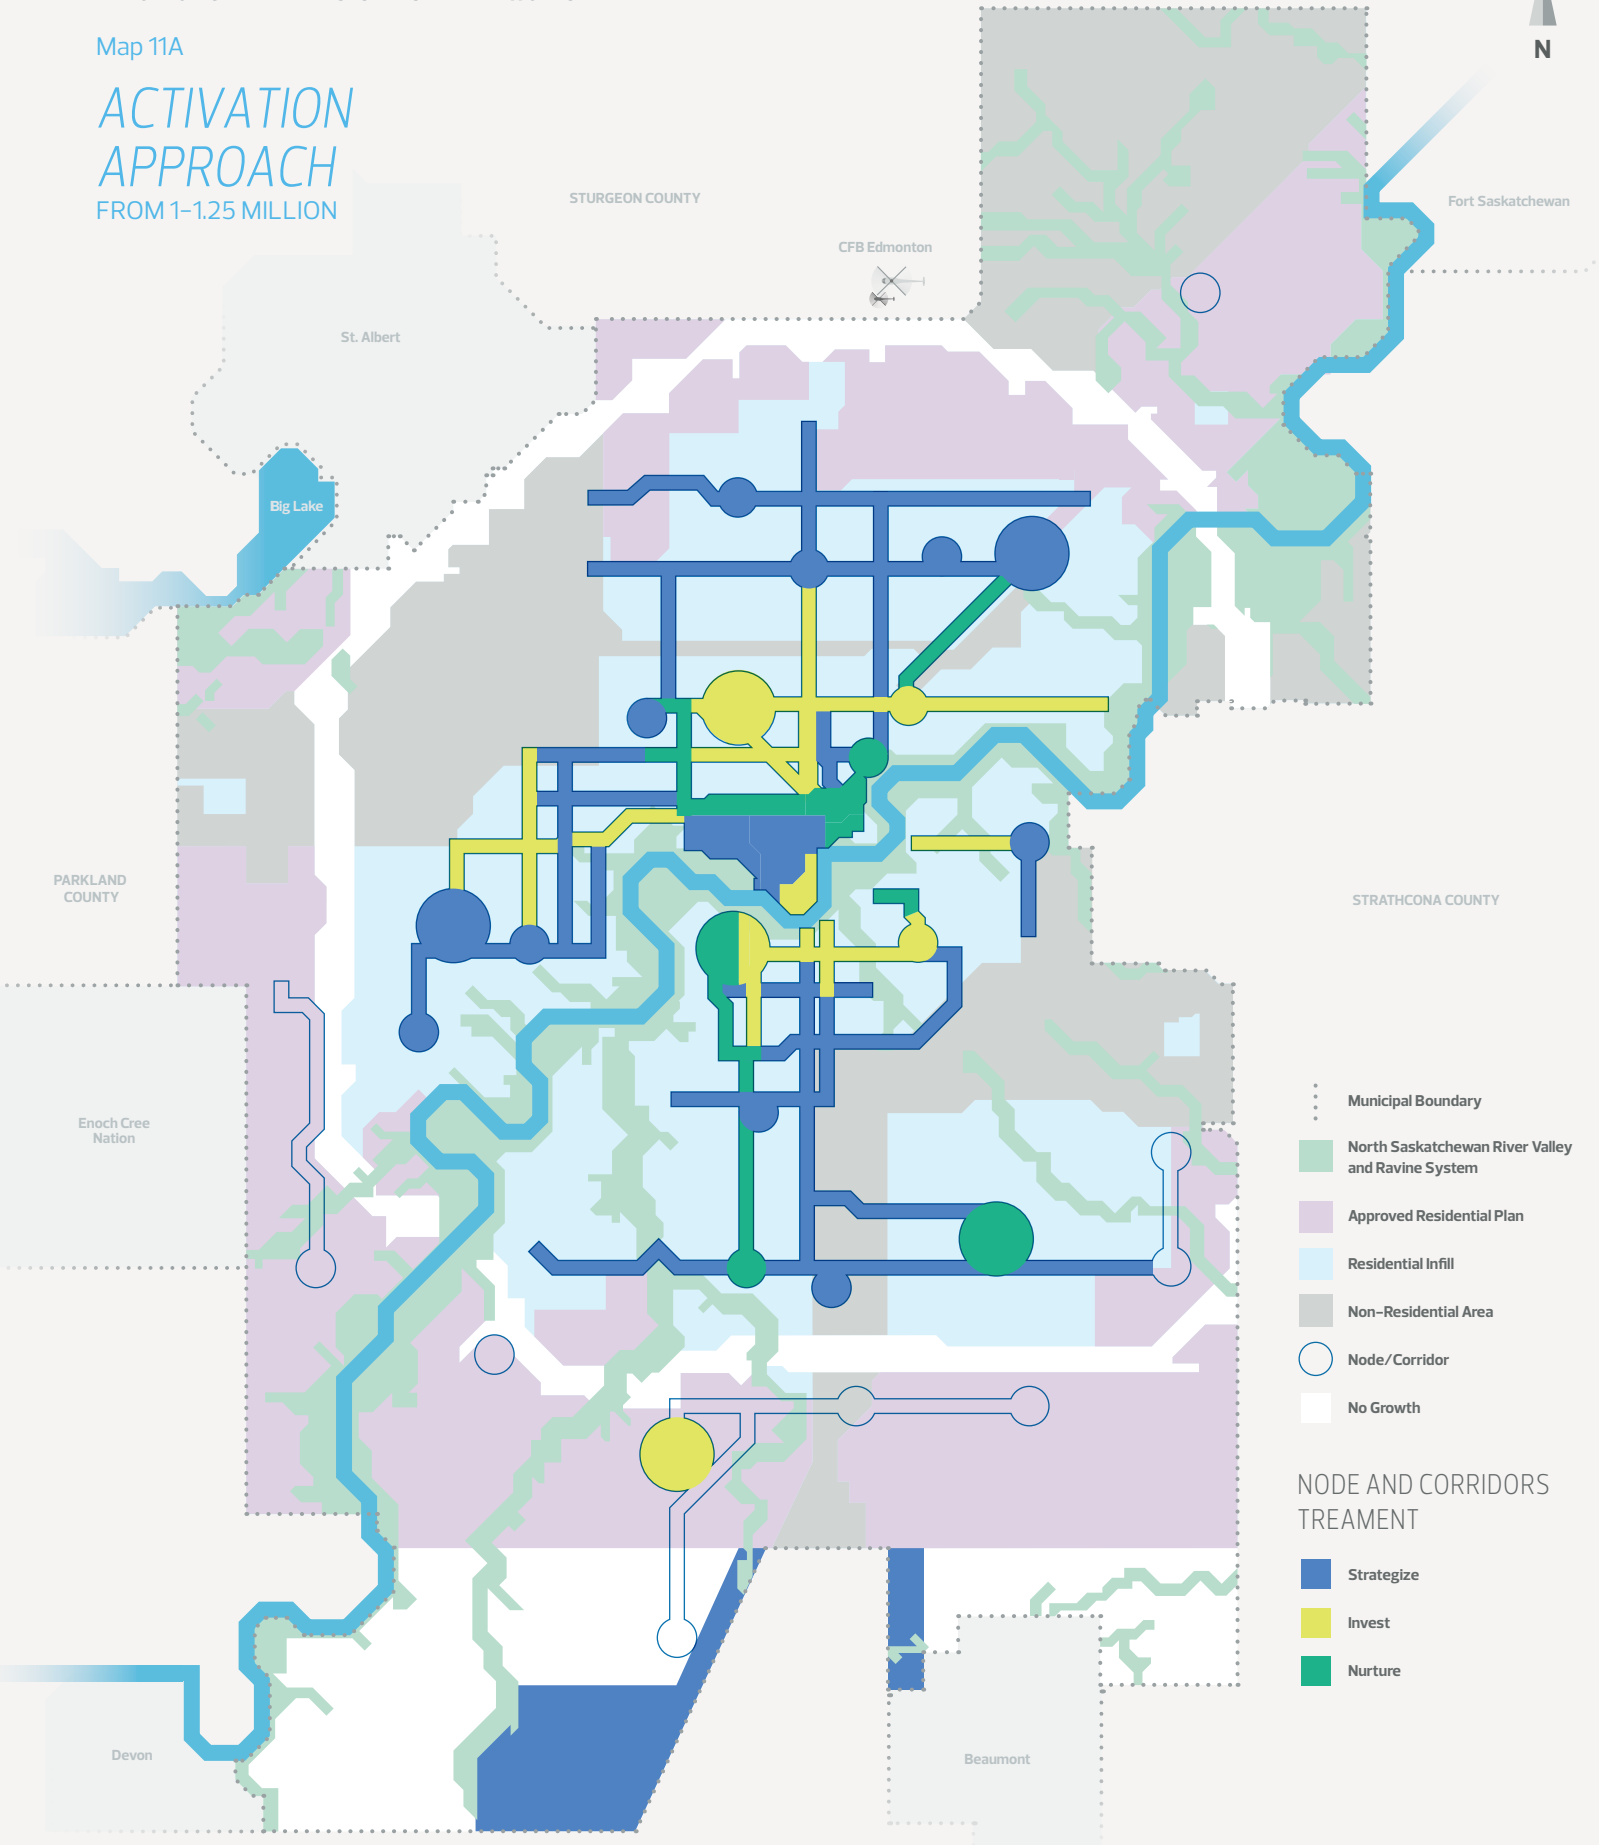 Map 11A
ACTIVATION
APPROACH
FROM 1–1.25 MILLION
N
STURGEON COUNTY
Fort Saskatchewan
CFB Edmonton
St. Albert
Big Lake
PARKLAND
COUNTY
STRATHCONA COUNTY
Enoch Cree
Nation
Municipal Boundary
North Saskatchewan River Valley
and Ravine System
Approved Residential Plan
Residential Infill
Non-Residential Area
Node/Corridor
No Growth
NODE AND CORRIDORS
TREAMENT
Strategize
Invest
Nurture
Devon
Beaumont